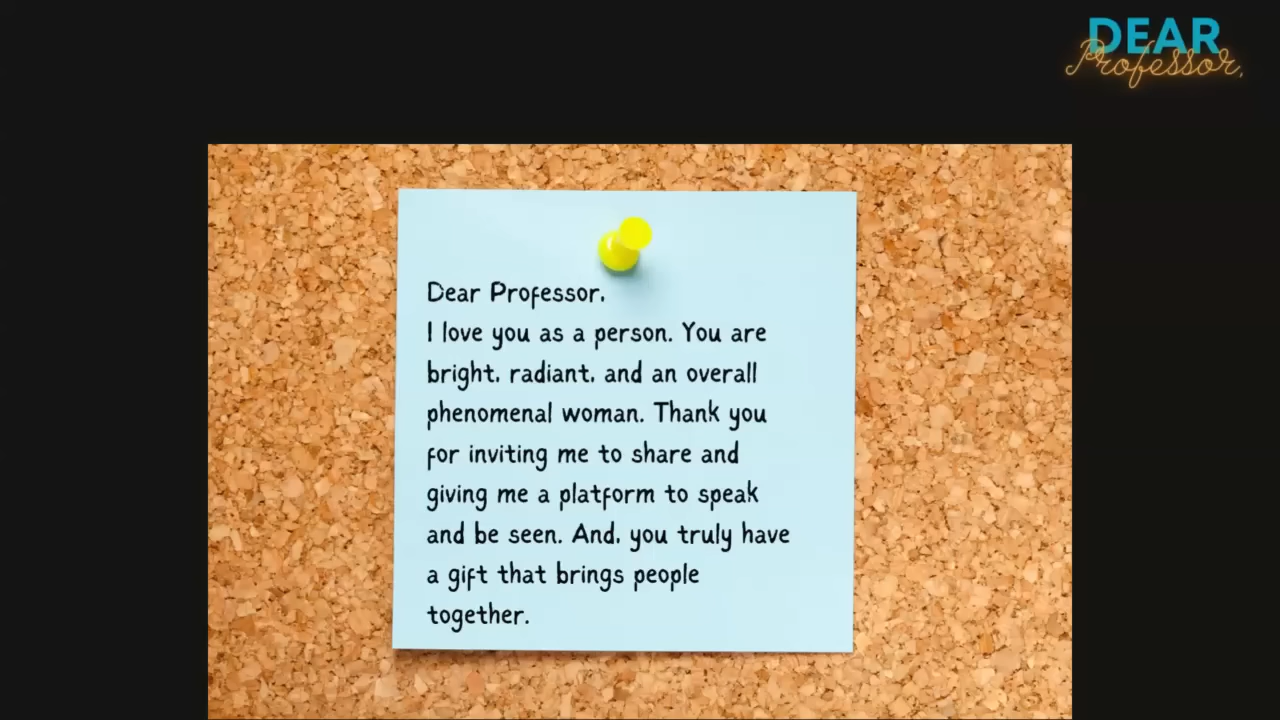 DEAR
Professor,
Dear Professor,
I love you as a person. You are
bright, radiant, and an overall
phenomenal woman. Thank you
for inviting me to share and
giving me a platform to speak
and be seen. And, you truly have
a gift that brings people
together.